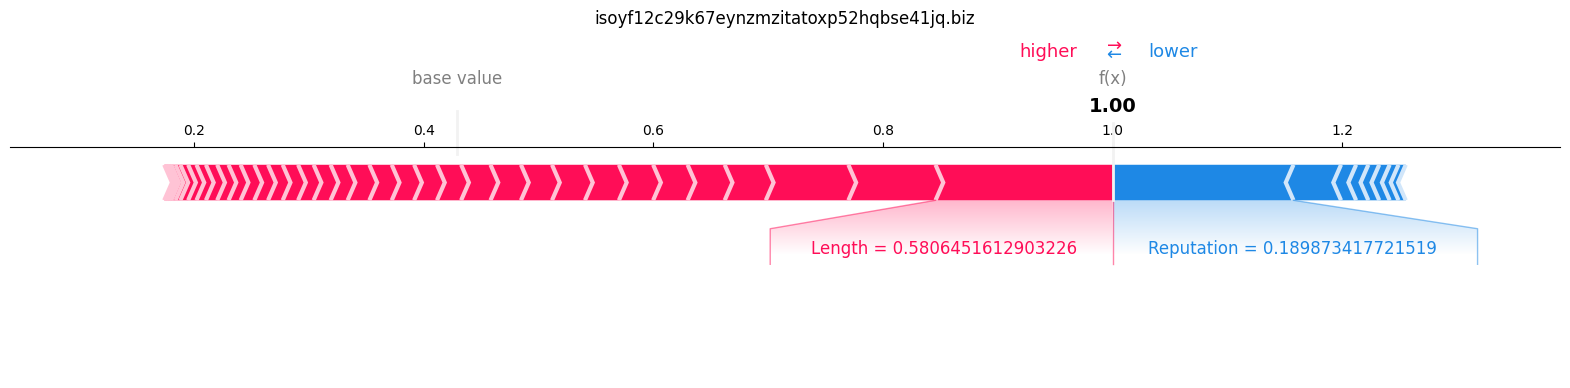 isoyf12c29k67eynzmzitatoxp52hqbse41jq.biz
higher → ← lower
base value f(x)
1.00
0.2 0.4 0.6 0.8 1.0 1.2
Length = 0.5806451612903226 Reputation = 0.189873417721519